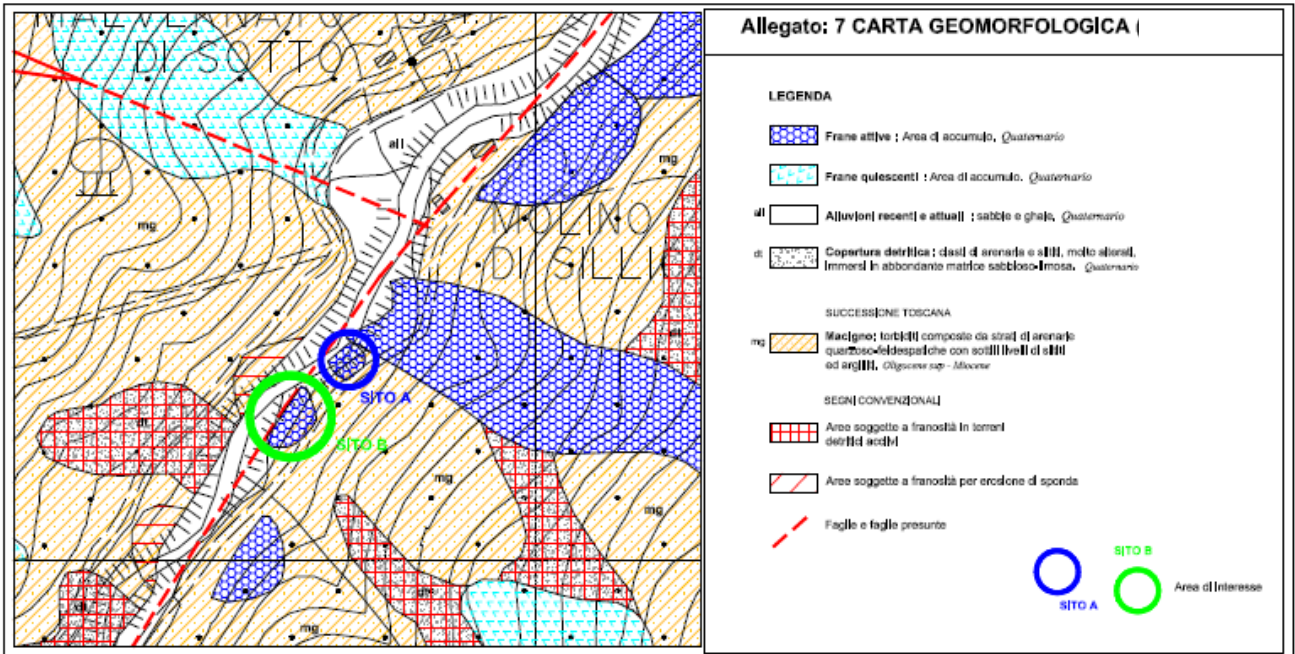 DI SOTTO
all
mg
mg
MOLINO
DI SILLI
dt
dt
SITO A
SITO B
mg
mg
dt
mg
Allegato: 7 CARTA GEOMORFOLOGICA (
LEGENDA
Frane attive : Area di accumulo, Quaternario
Frane quiescenti : Area di accumulo. Quaternario
all Alluvioni recenti e attuali : sabbie e ghaie, Quaternario
dt Copertura detritica : clasti di arenaria e siltiti, molto alterati,
immersi in abbondante matrice sabbioso-limosa. Quaternario
SUCCESSIONE TOSCANA
mg Macigno: torbiditi composte da strati di arenarie
quarzoso-feldespatiche con sottili livelli di siltiti
ed argilliti. Oligocene sup - Miocene
SEGNI CONVENZIONALI
Aree soggette a franosità in terreni
detritici acclivi
Aree soggette a franosità per erosione di sponda
Faglie e faglie presunte
SITO B
Area di interesse
SITO A